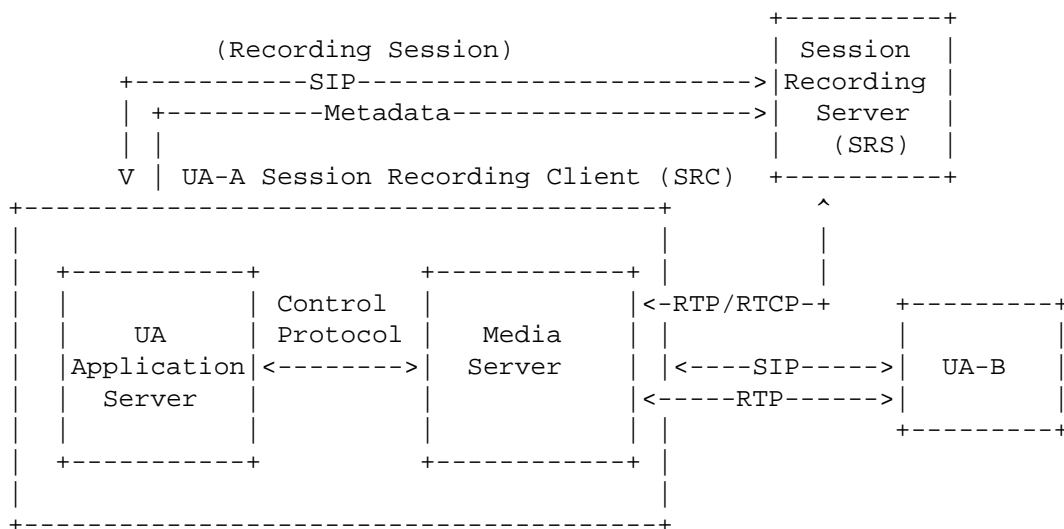 (Recording Session) Session
SIP Recording
Metadata Server
(SRS)
V UA-A Session Recording Client (SRC)
Control RTP/RTCP
UA Protocol Media
Application Server SIP UA-B
Server RTP